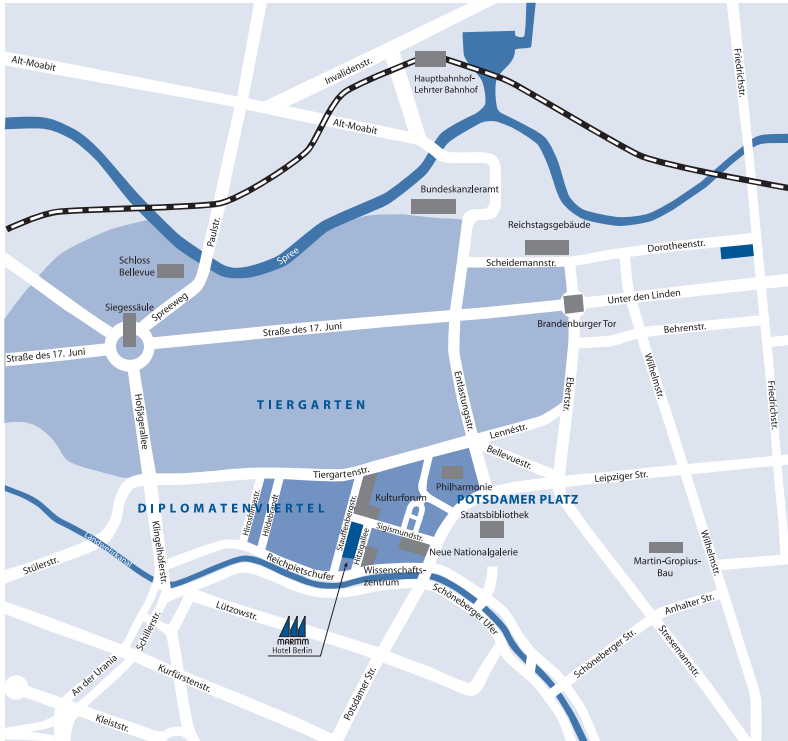 Alt-Moabit
Invalidenstr.
Friedrichstr.
Hauptbahnhof-
Lehrter Bahnhof
Alt-Moabit
Bundeskanzleramt
Paulstr.
Reichstagsgebäude
Dorotheenstr.
Schloss
Bellevue
Spree
Scheidemannstr.
Spreeweg
Siegessäule
Unter den Linden
Straße des 17. Juni
Brandenburger Tor
Behrenstr.
Straße des 17. Juni
Wilhelmstr.
Entlastungsstr.
Ebertstr.
Friedrichstr.
Hofjägerallee
TIERGARTEN
Lennéstr.
Bellevuestr.
Tiergartenstr.
Leipziger Str.
Philharmonie
Kulturforum
POTSDAMER PLATZ
DIPLOMATENVIERTEL
Hiroshimastr.
Hildebrandt
Stauffenbergstr.
Hitzigallee
Sigismundstr.
Staatsbibliothek
Landwehrkanal
Klingelhöferstr.
Neue Nationalgalerie
Wilhelmstr.
Martin-Gropius-
Bau
Stülerstr.
Reichpietschufer
Wissenschafts-
zentrum
Schöneberger Ufer
Lützowstr.
Anhalter Str.
Schillerstr.
MARITIM
Hotel Berlin
Schöneberger Str.
Stresemannstr.
An der Urania
Kurfürstenstr.
Potsdamer Str.
Kleiststr.